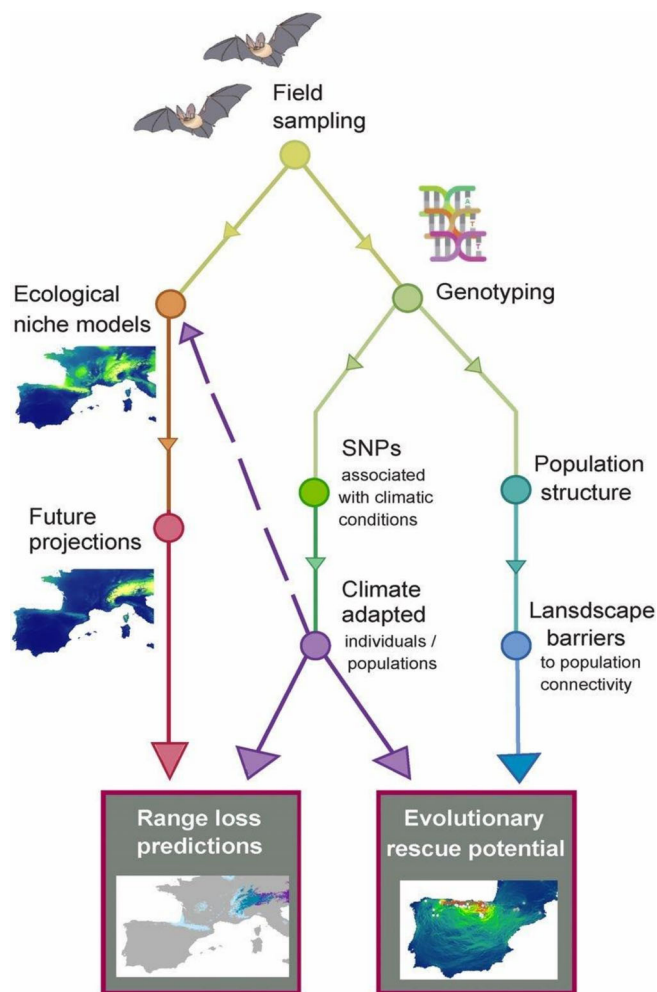 Field
sampling
Genotyping
Ecological
niche models
SNPs
associated
with climatic
conditions
Population
structure
Future
projections
Climate
adapted
individuals /
populations
Lansdscape
barriers
to population
connectivity
Range loss
predictions
Evolutionary
rescue potential